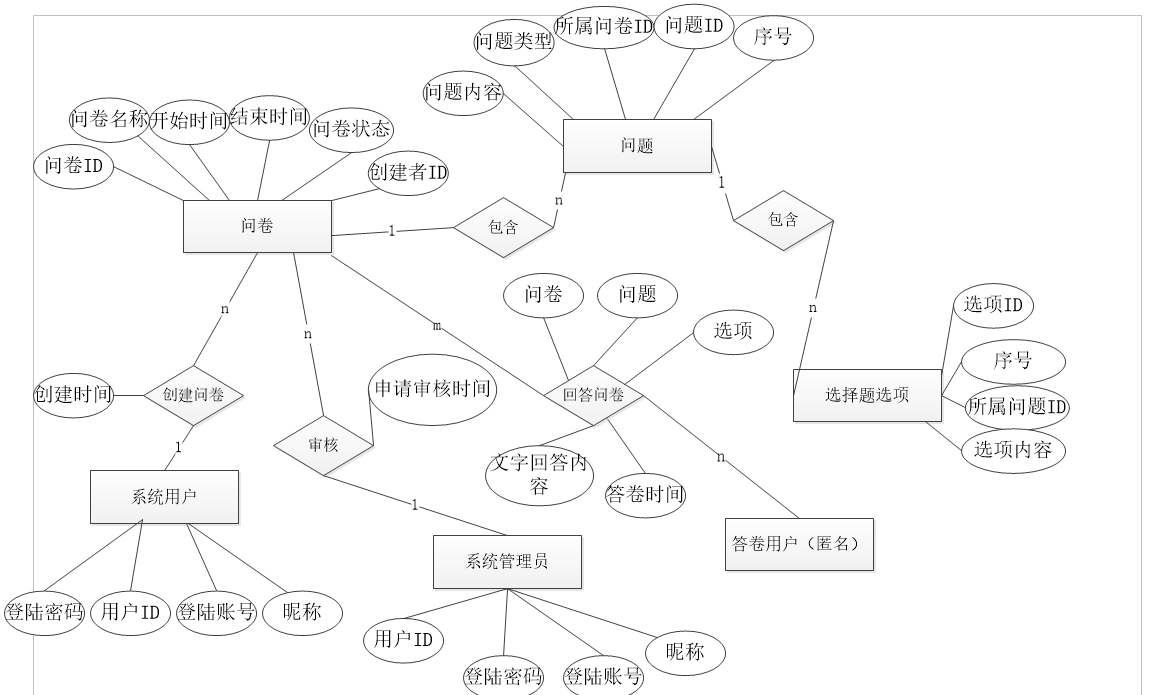 所属问卷ID
问题ID
问题类型
序号
问题内容
问卷名称
开始时间
结束时间
问卷状态
问卷ID
创建者ID
问题
1
n
问卷
1
包含
包含
问卷
问题
选项
选项ID
n
n
n
m
序号
创建时间
创建问卷
申请审核时间
回答问卷
选择题选项
所属问题ID
审核
选项内容
1
n
文字回答内
容
答卷时间
系统用户
1
答卷用户（匿名）
系统管理员
登陆密码
用户ID
登陆账号
昵称
用户ID
昵称
登陆密码
登陆账号